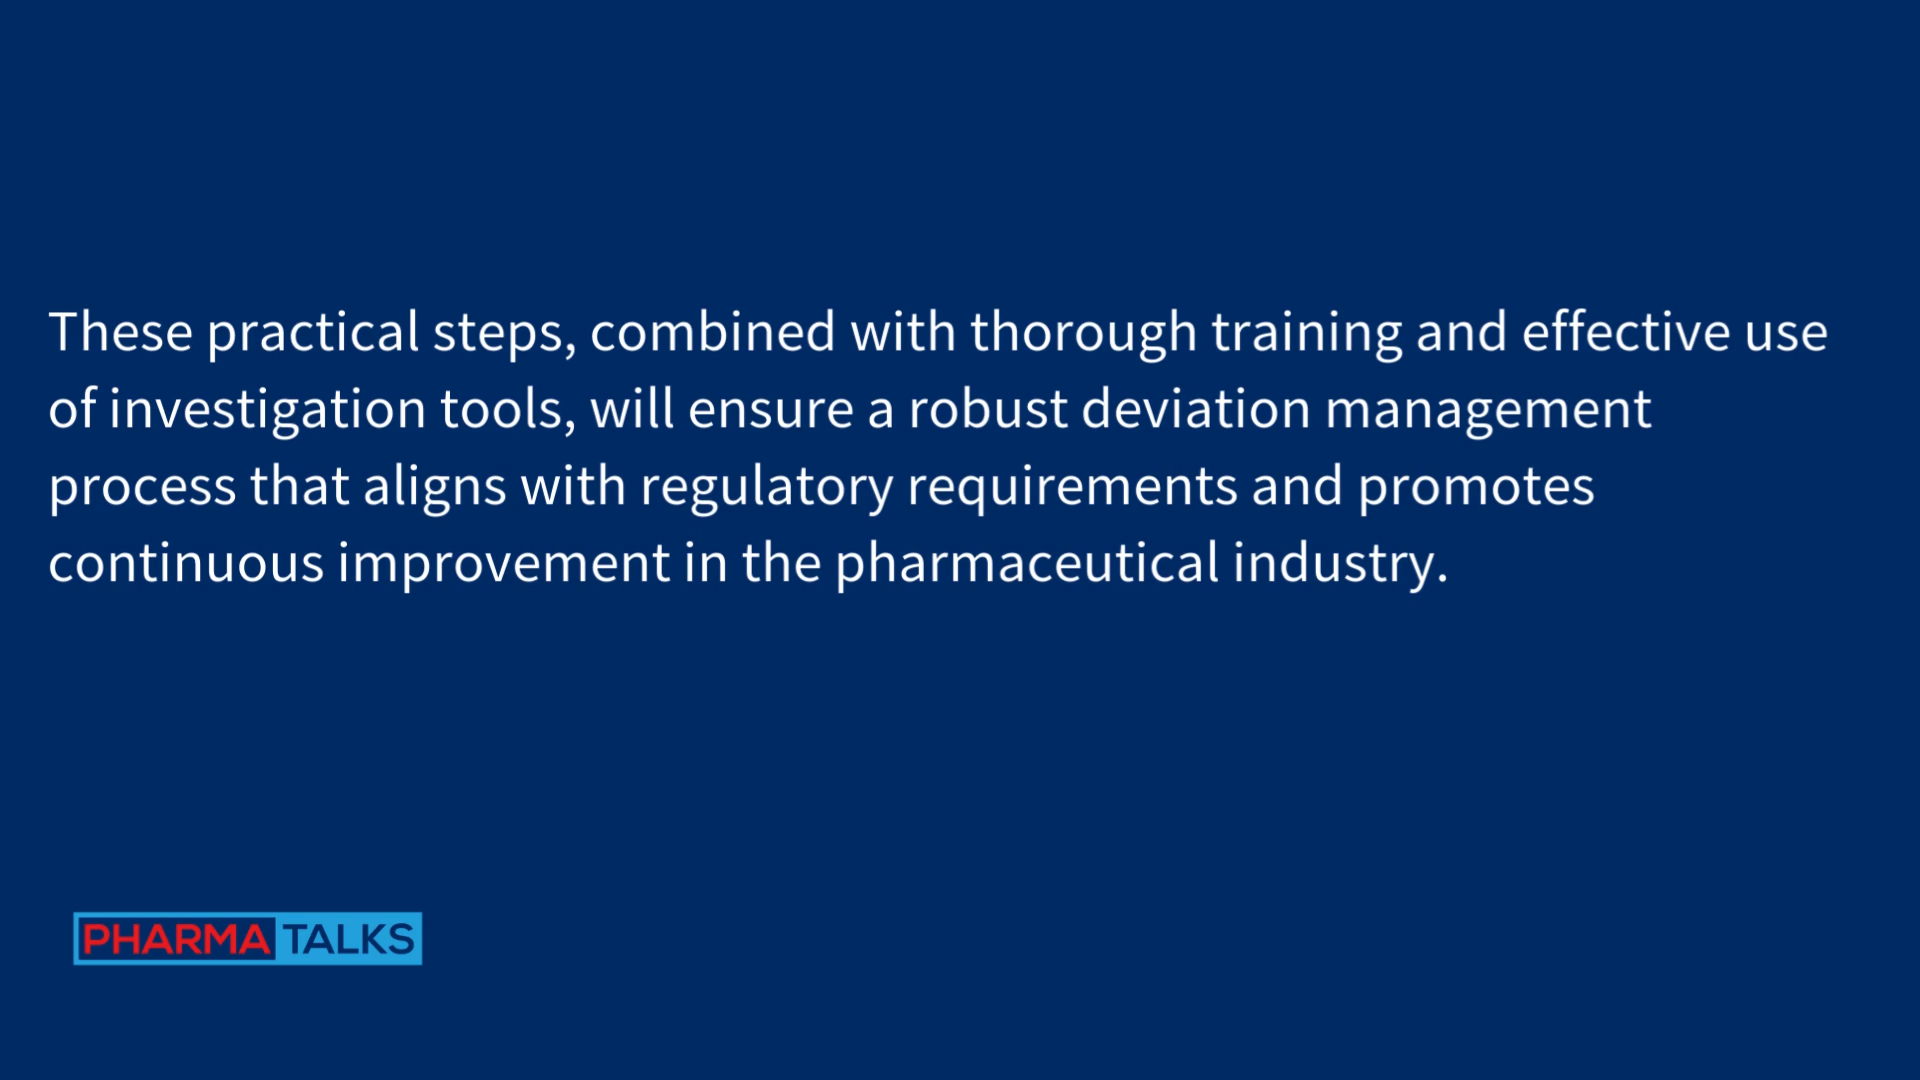 These practical steps, combined with thorough training and effective use
of investigation tools, will ensure a robust deviation management
process that aligns with regulatory requirements and promotes
continuous improvement in the pharmaceutical industry.
PHARMA TALKS